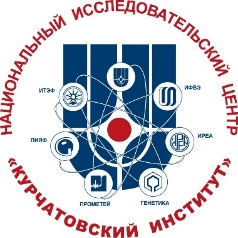 НАЦИОНАЛЬНЫЙ ИССЛЕДОВАТЕЛЬСКИЙ ЦЕНТР
ИТЭФ
ИФВЭ
ПИЯФ
ИРЕА
ПРОМЕТЕЙ
ГЕНЕТИКА
«КУРЧАТОВСКИЙ ИНСТИТУТ»